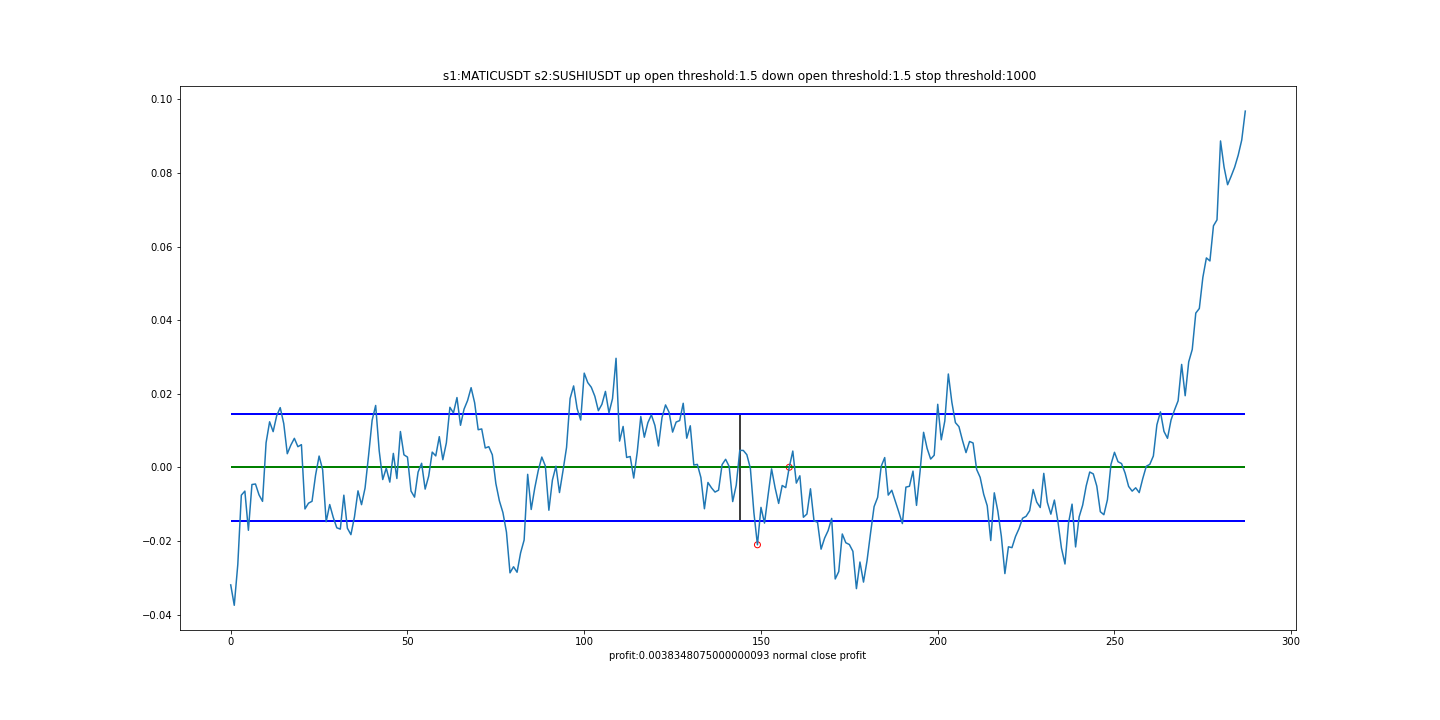 s1:MATICUSDT s2:SUSHIUSDT up open threshold:1.5 down open threshold:1.5 stop threshold:1000
0.10
0.08
0.06
0.04
0.02
0.00
−0.02
−0.04
0 50 100 150 200 250 300
profit:0.0038348075000000093 normal close profit